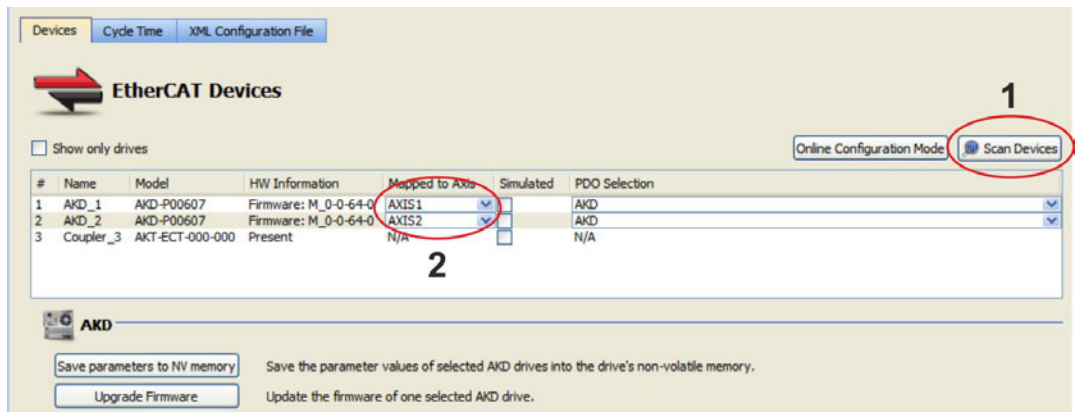 Devices Cycle Time XML Configuration File
EtherCAT Devices
1
Show only drives Online Configuration Mode Scan Devices
# Name Model HW Information Mapped to Axis Simulated PDO Selection
1 AKD_1 AKD-P00607 Firmware: M_0-0-64-0 AXIS1 AKD
2 AKD_2 AKD-P00607 Firmware: M_0-0-64-0 AXIS2 AKD
3 Coupler_3 AKT-ECT-000-000 Present N/A N/A
2
AKD
Save parameters to NV memory Save the parameter values of selected AKD drives into the drive's non-volatile memory.
Upgrade Firmware Update the firmware of one selected AKD drive.